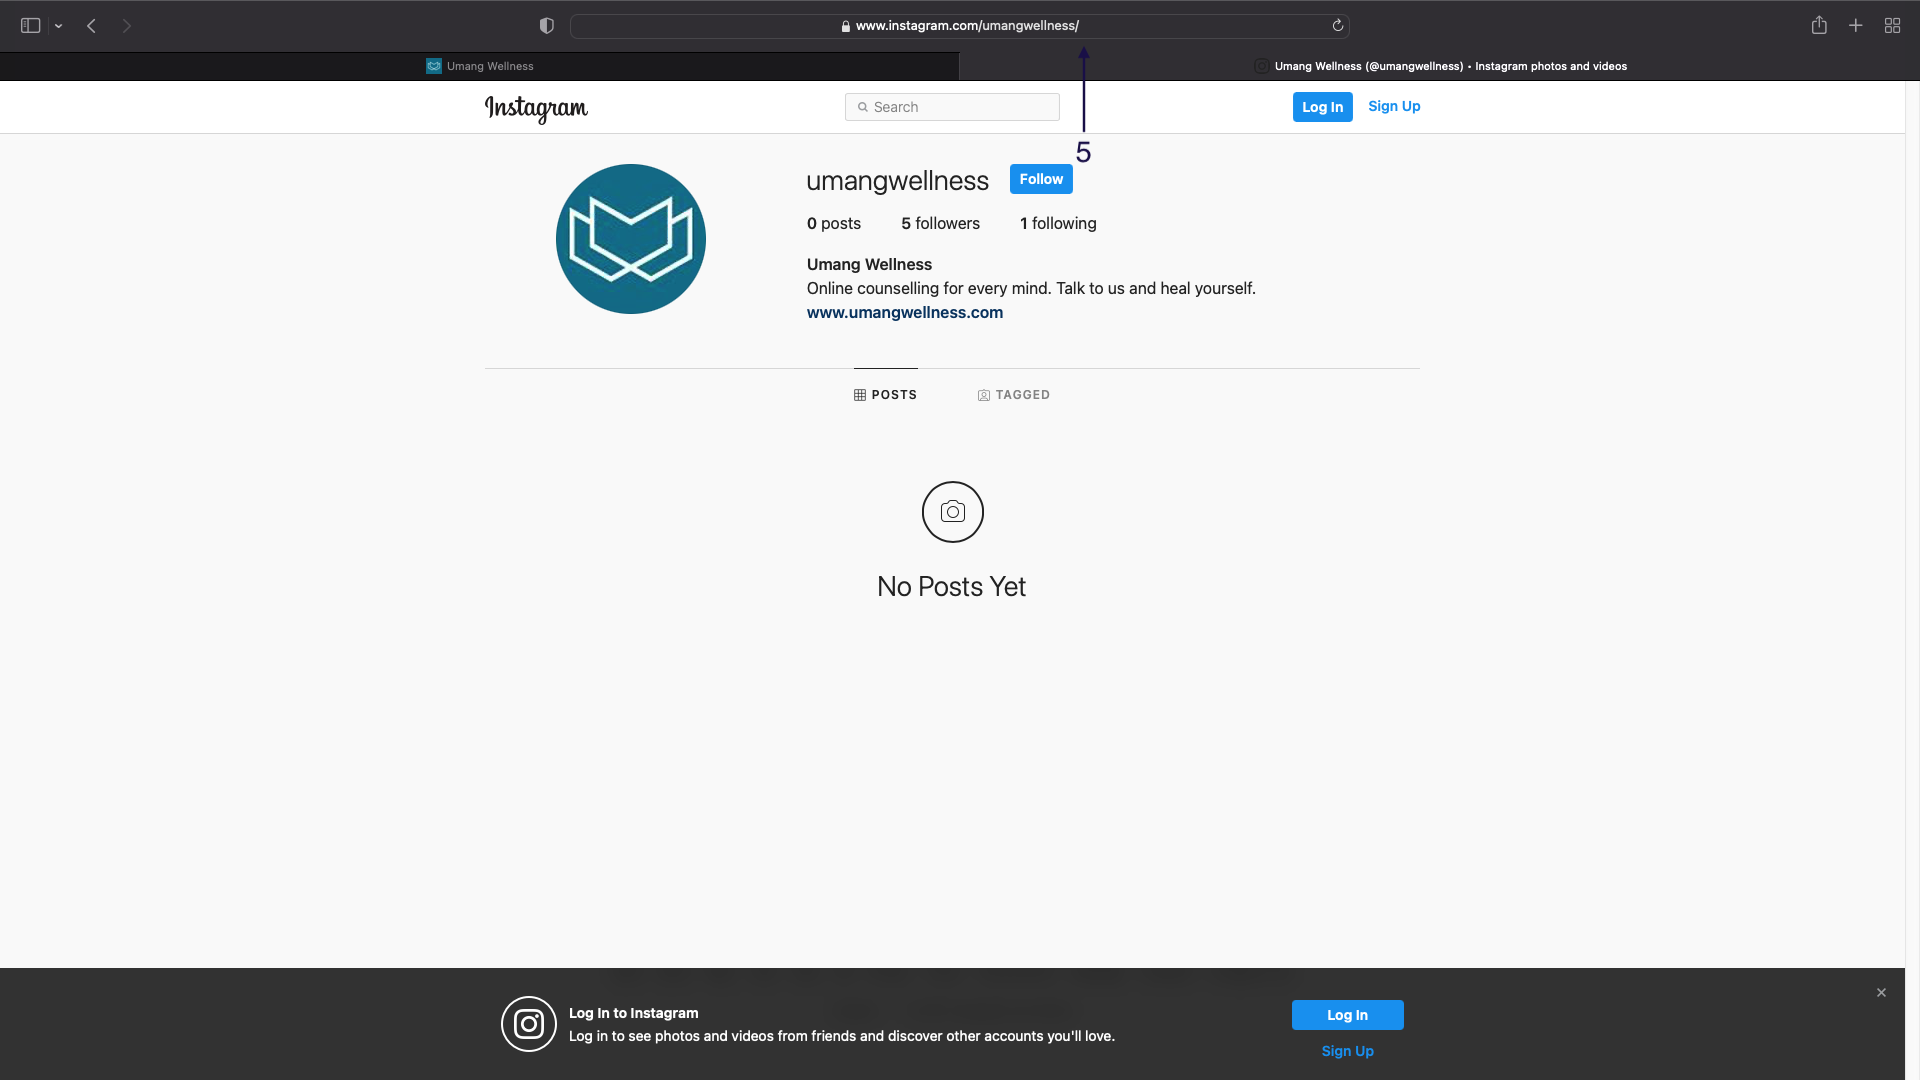 www.instagram.com/umangwellness/
Umang Wellness
Umang Wellness (@umangwellness) • Instagram photos and videos
Instagram
Search
Log In
Sign Up
5
umangwellness
Follow
0 posts
5 followers
1 following
Umang Wellness
Online counselling for every mind. Talk to us and heal yourself.
www.umangwellness.com
POSTS
TAGGED
No Posts Yet
Log In to Instagram
Log in to see photos and videos from friends and discover other accounts you'll love.
Log In
Sign Up